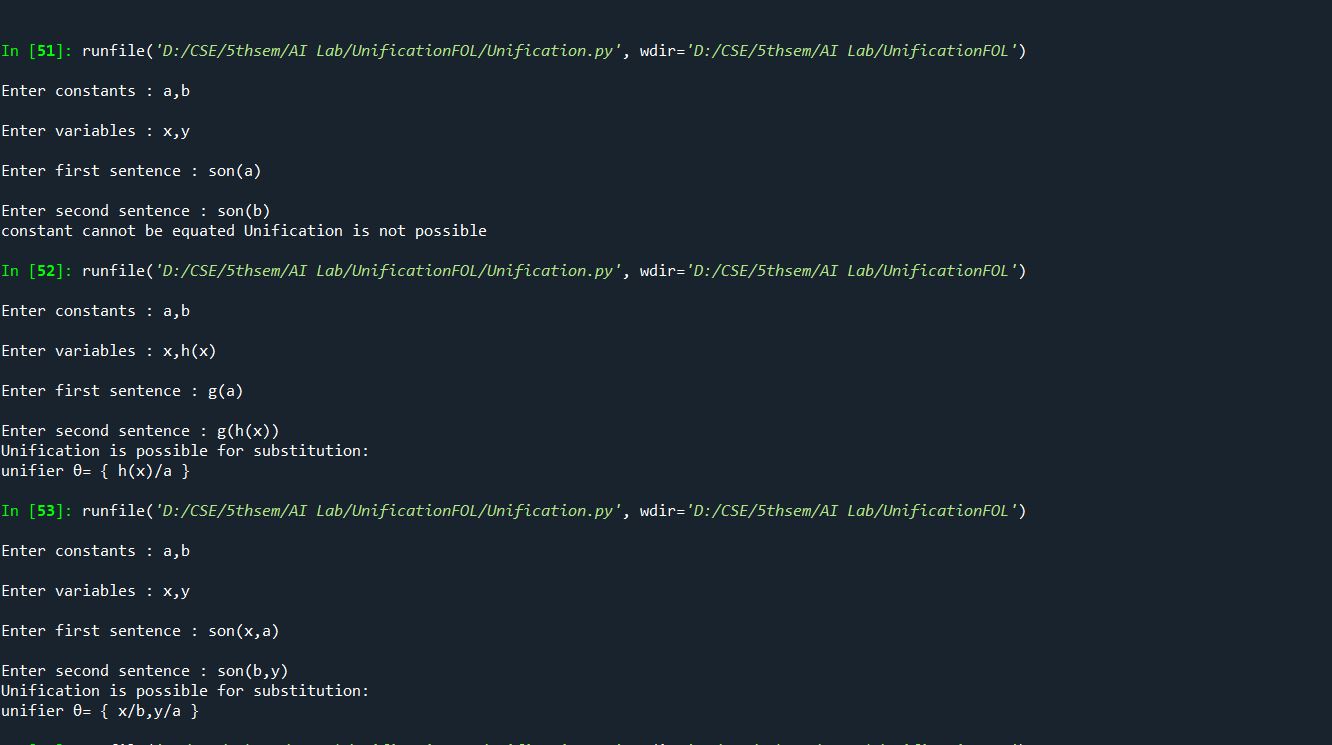 In [51]: runfile('D:/CSE/5thsem/AI Lab/UnificationFOL/Unification.py', wdir='D:/CSE/5thsem/AI Lab/UnificationFOL')
Enter constants : a,b
Enter variables : x,y
Enter first sentence : son(a)
Enter second sentence : son(b)
constant cannot be equated Unification is not possible
In [52]: runfile('D:/CSE/5thsem/AI Lab/UnificationFOL/Unification.py', wdir='D:/CSE/5thsem/AI Lab/UnificationFOL')
Enter constants : a,b
Enter variables : x,h(x)
Enter first sentence : g(a)
Enter second sentence : g(h(x))
Unification is possible for substitution:
unifier θ= { h(x)/a }
In [53]: runfile('D:/CSE/5thsem/AI Lab/UnificationFOL/Unification.py', wdir='D:/CSE/5thsem/AI Lab/UnificationFOL')
Enter constants : a,b
Enter variables : x,y
Enter first sentence : son(x,a)
Enter second sentence : son(b,y)
Unification is possible for substitution:
unifier θ= { x/b,y/a }